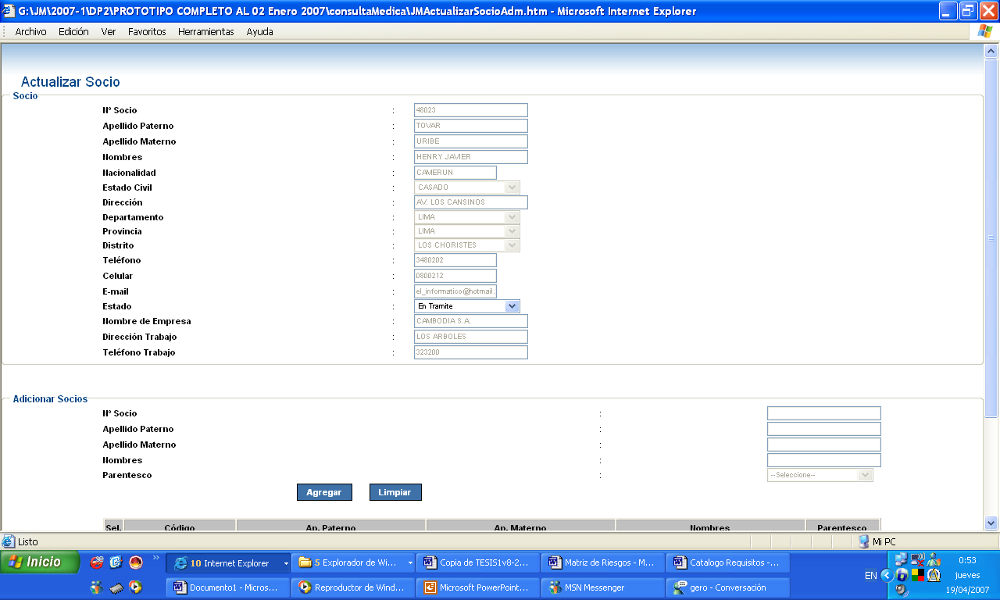 G:\JM\2007-1\DP2\PROTOTIPO COMPLETO AL 02 Enero 2007\consultaMedica\JMActualizarSocioAdm.htm - Microsoft Internet Explorer
Archivo Edición Ver Favoritos Herramientas Ayuda
Actualizar Socio
Socio
Nº Socio : 48023
Apellido Paterno : TOVAR
Apellido Materno : URIBE
Nombres : HENRY JAVIER
Nacionalidad : CAMERUN
Estado Civil : CASADO
Dirección : AV. LOS CANSINOS
Departamento : LIMA
Provincia : LIMA
Distrito : LOS CHORISTES
Teléfono : 3480202
Celular : 0800212
E-mail : el_informatico@hotmail.
Estado : En Tramite
Nombre de Empresa : CAMBODIA S.A.
Dirección Trabajo : LOS ARBOLES
Teléfono Trabajo : 323200
Adicionar Socios
Nº Socio :
Apellido Paterno :
Apellido Materno :
Nombres :
Parentesco : --Seleccione--
Agregar Limpiar
Sel. Código Ap. Paterno Ap. Materno Nombres Parentesco
Listo Mi PC
Inicio » 10 Internet Explorer 5 Explorador de Wi... Copia de TESIS1v8-2... Matriz de Riesgos - M... Catalogo Requisitos -... 0:53
EN jueves
Documento1 - Micros... Reproductor de Wind... Microsoft PowerPoint... MSN Messenger gero - Conversación 19/04/2007